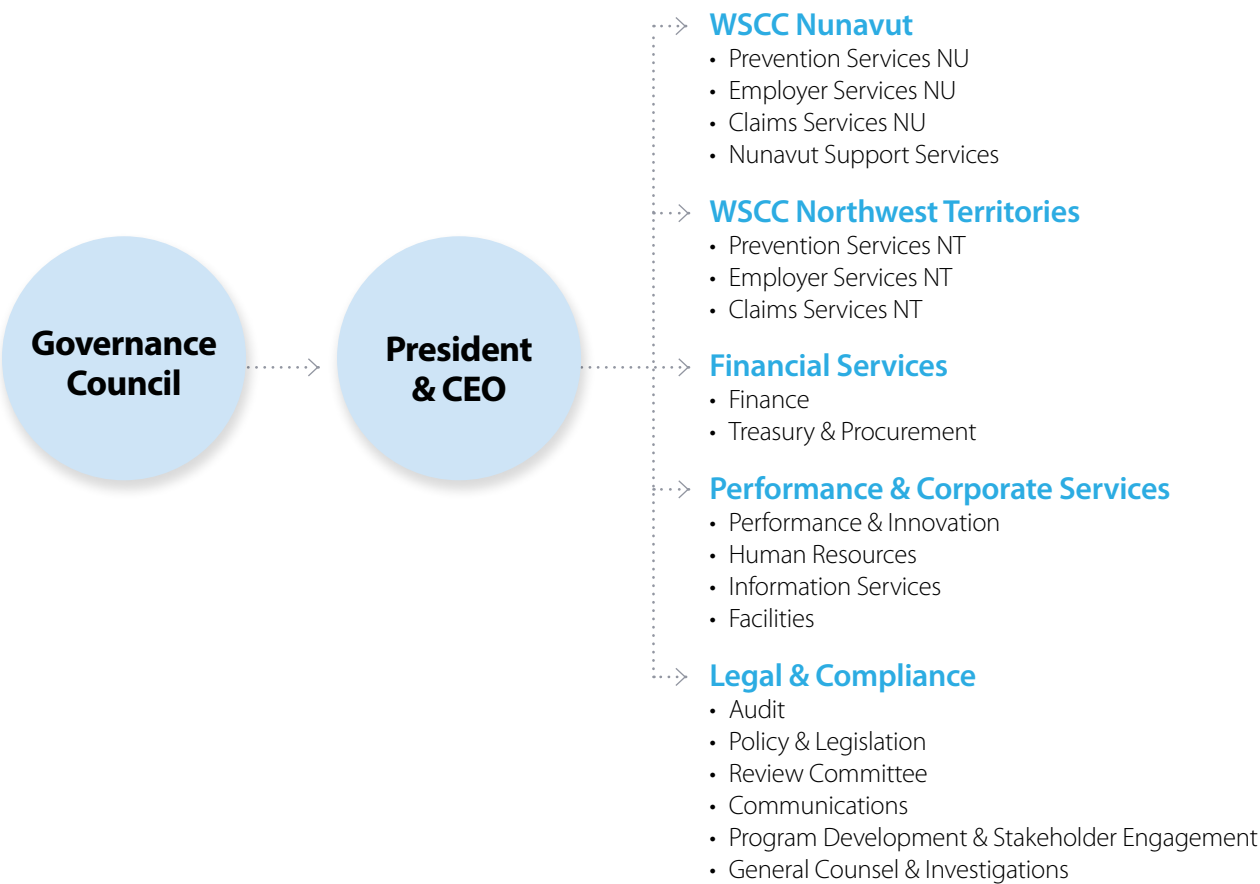 Governance
Council
President
& CEO
WSCC Nunavut
• Prevention Services NU
• Employer Services NU
• Claims Services NU
• Nunavut Support Services
WSCC Northwest Territories
• Prevention Services NT
• Employer Services NT
• Claims Services NT
Financial Services
• Finance
• Treasury & Procurement
Performance & Corporate Services
• Performance & Innovation
• Human Resources
• Information Services
• Facilities
Legal & Compliance
• Audit
• Policy & Legislation
• Review Committee
• Communications
• Program Development & Stakeholder Engagement
• General Counsel & Investigations